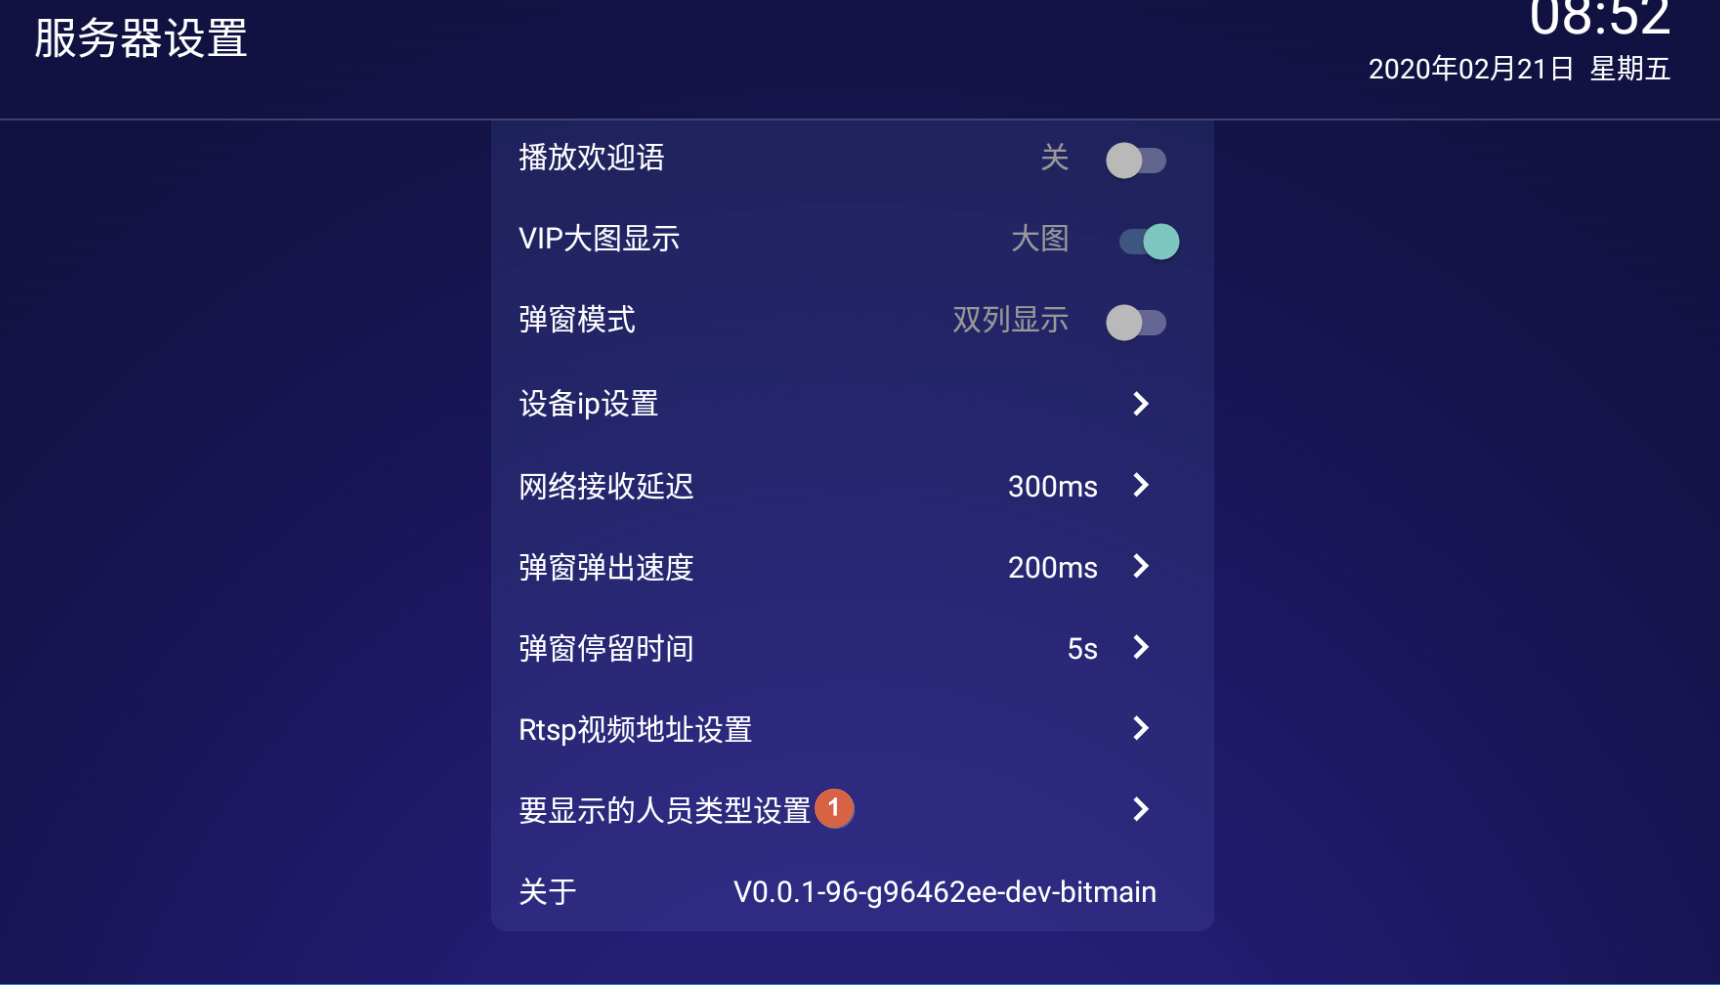 服务器设置
08:52
2020年02月21日 星期五
播放欢迎语 关
VIP大图显示 大图
弹窗模式 双列显示
设备ip设置
网络接收延迟 300ms
弹窗弹出速度 200ms
弹窗停留时间 5s
Rtsp视频地址设置
要显示的人员类型设置 1
关于 V0.0.1-96-g96462ee-dev-bitmain